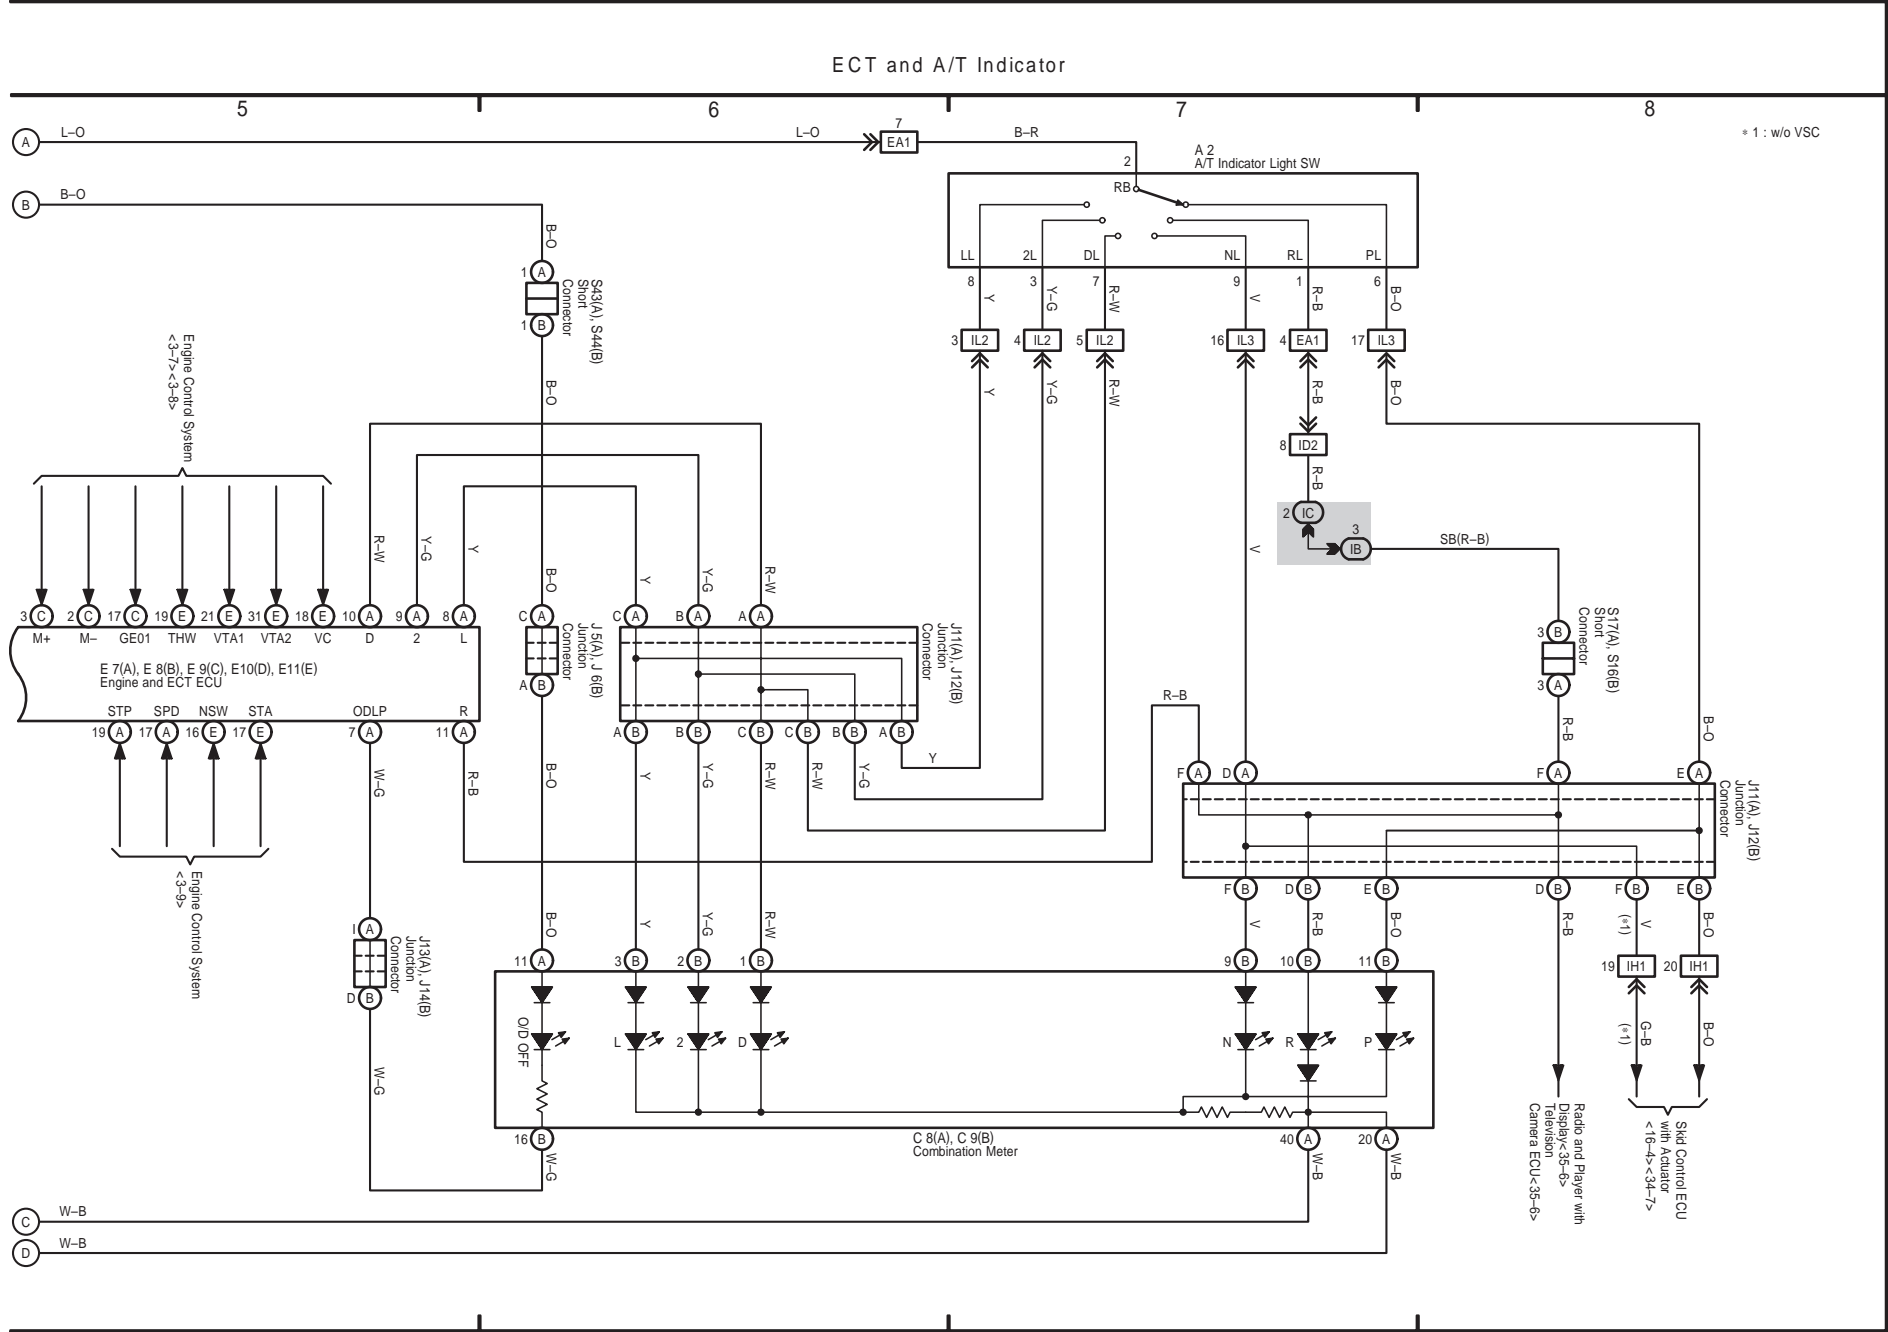 ECT and A/T Indicator
5
6
7
8
A
L–O
L–O
7
EA1
B–R
∗ 1 : w/o VSC
A 2
A/T Indicator Light SW
2
RB
B
B–O
B–O
LL
2L
DL
NL
RL
PL
8
3
7
9
1
6
Y
Y–G
R–W
V
R–B
B–O
1
A
1
B
S43(A), S44(B)
Short
Connector
3
IL2
4
IL2
5
IL2
16
IL3
4
EA1
17
IL3
Engine Control System
<3–7><3–8>
B–O
Y
Y–G
R–W
R–B
B–O
8
ID2
R–B
2
IC
3
IB
SB(R–B)
R–W
Y–G
Y
B–O
Y
Y–G
R–W
V
3
C
2
C
17
C
19
E
21
E
31
E
18
E
10
A
9
A
8
A
M+
M–
GE01
THW
VTA1
VTA2
VC
D
2
L
E 7(A), E 8(B), E 9(C), E10(D), E11(E)
Engine and ECT ECU
STP
SPD
NSW
STA
ODLP
R
19
A
17
A
16
E
17
E
7
A
11
A
C
A
A
B
J 5(A), J 6(B)
Junction
Connector
C
A
B
A
A
A
J11(A), J12(B)
Junction
Connector
A
B
B
B
C
B
C
B
B
B
A
B
3
B
3
A
S17(A), S16(B)
Short
Connector
R–B
R–B
B–O
Y
W–G
R–B
B–O
Y
Y–G
R–W
R–W
Y–G
F
A
D
A
F
A
E
A
J11(A), J12(B)
Junction
Connector
F
B
D
B
E
B
D
B
F
B
E
B
Engine Control System
<3–9>
I
A
D
B
J13(A), J14(B)
Junction
Connector
B–O
Y
Y–G
R–W
V
R–B
B–O
R–B
V
(∗1)
B–O
11
A
3
B
2
B
1
B
9
B
10
B
11
B
19
IH1
20
IH1
O/D OFF
L
2
D
N
R
P
G–B
(∗1)
B–O
W–G
16
B
C 8(A), C 9(B)
Combination Meter
40
A
20
A
W–G
W–B
W–B
Radio and Player with
Display<35–6>
Television
Camera ECU<35–6>
Skid Control ECU
with Actuator
<16–4><34–7>
C
W–B
D
W–B